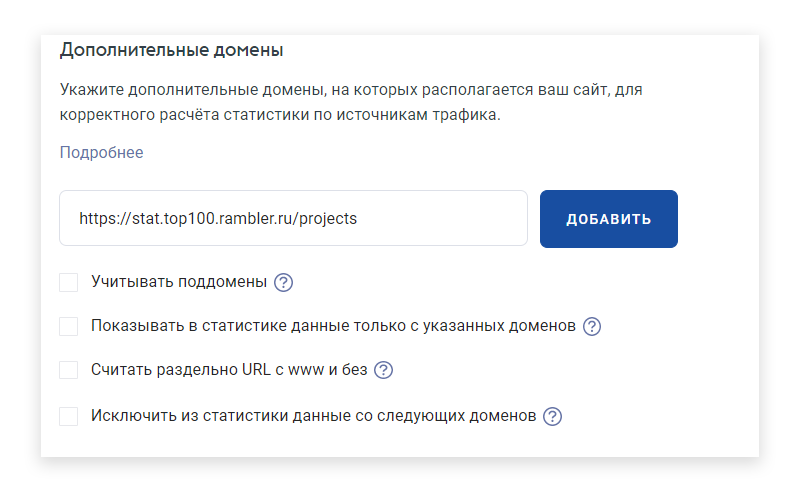 Дополнительные домены
Укажите дополнительные домены, на которых располагается ваш сайт, для
корректного расчёта статистики по источникам трафика.
Подробнее
https://stat.top100.rambler.ru/projects
ДОБАВИТЬ
Учитывать поддомены ?
Показывать в статистике данные только с указанных доменов ?
Считать раздельно URL с www и без ?
Исключить из статистики данные со следующих доменов ?